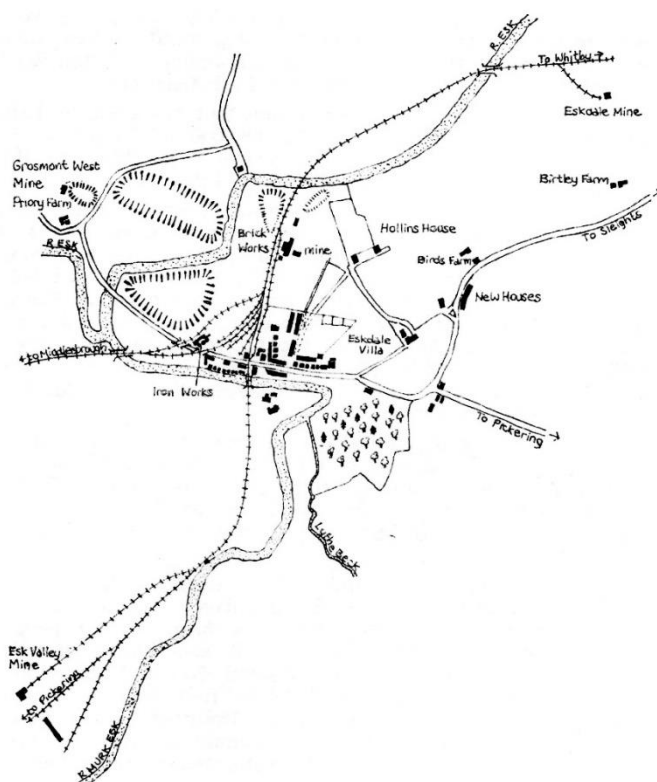 R. ESK
To Whitby
Eskdale Mine
Grosmont West
Mine
Priory Farm
Birtley Farm
R. ESK
Brick
Works
mine
Hollins House
Birds Farm
To Sleights
New Houses
Eskdale
Villa
to Middlesbrough
Iron Works
To Pickering
Lythe Beck
Esk Valley
Mine
to Pickering
R. MURK ESK